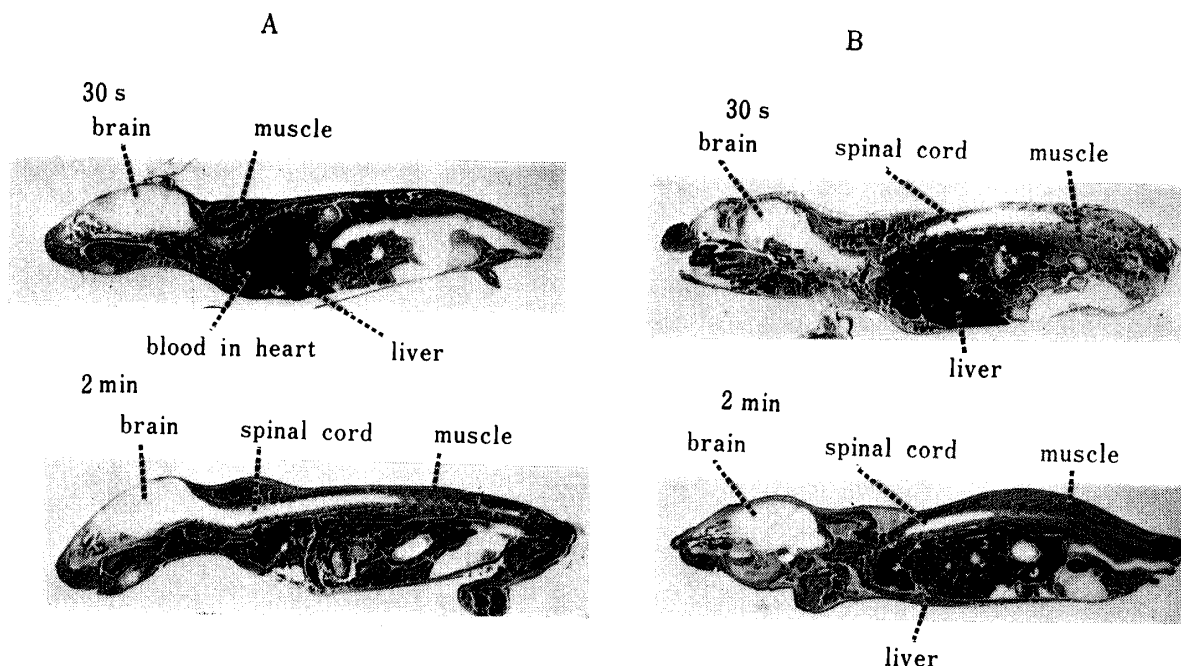 A
30 s
brain muscle
blood in heart liver
2 min
brain spinal cord muscle
B
30 s
brain spinal cord muscle
liver
2 min
brain spinal cord muscle
liver